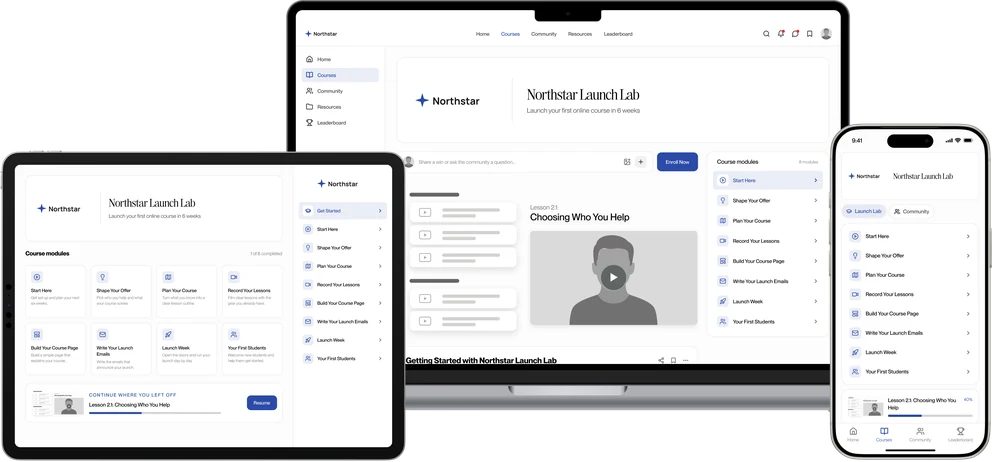 Northstar
Home
Courses
Community
Resources
Leaderboard
Home
Courses
Community
Resources
Leaderboard
Northstar
Northstar Launch Lab
Launch your first online course in 6 weeks
Share a win or ask the community a question...
Enroll Now
Lesson 2.1:
Choosing Who You Help
Getting Started with Northstar Launch Lab
Course modules
8 modules
Start Here
Shape Your Offer
Plan Your Course
Record Your Lessons
Build Your Course Page
Write Your Launch Emails
Launch Week
Your First Students
Northstar
Northstar Launch Lab
Launch your first online course in 6 weeks
Course modules
1 of 8 completed
Start Here
Get set up and plan your next
six weeks.
Shape Your Offer
Pick who you help and what
your course solves.
Plan Your Course
Turn what you know into a
clear lesson outline.
Record Your Lessons
Film easy lessons with the
gear you already have.
Build Your Course Page
Build a simple page that
explains your course.
Write Your Launch
Emails
Write the emails that
announce your launch.
Launch Week
Open the doors and run your
launch step by step.
Your First Students
Welcome new students and
help them get started.
CONTINUE WHERE YOU LEFT OFF
Lesson 2.1: Choosing Who You Help
Resume
Northstar
Get Started
Start Here
Shape Your Offer
Plan Your Course
Record Your Lessons
Build Your Course Page
Write Your Launch Emails
Launch Week
Your First Students
9:41
Northstar
Northstar Launch Lab
Launch Lab
Community
Start Here
Shape Your Offer
Plan Your Course
Record Your Lessons
Build Your Course Page
Write Your Launch Emails
Launch Week
Your First Students
Lesson 2.1: Choosing Who You
Help
40%
Home
Courses
Community
Leaderboard